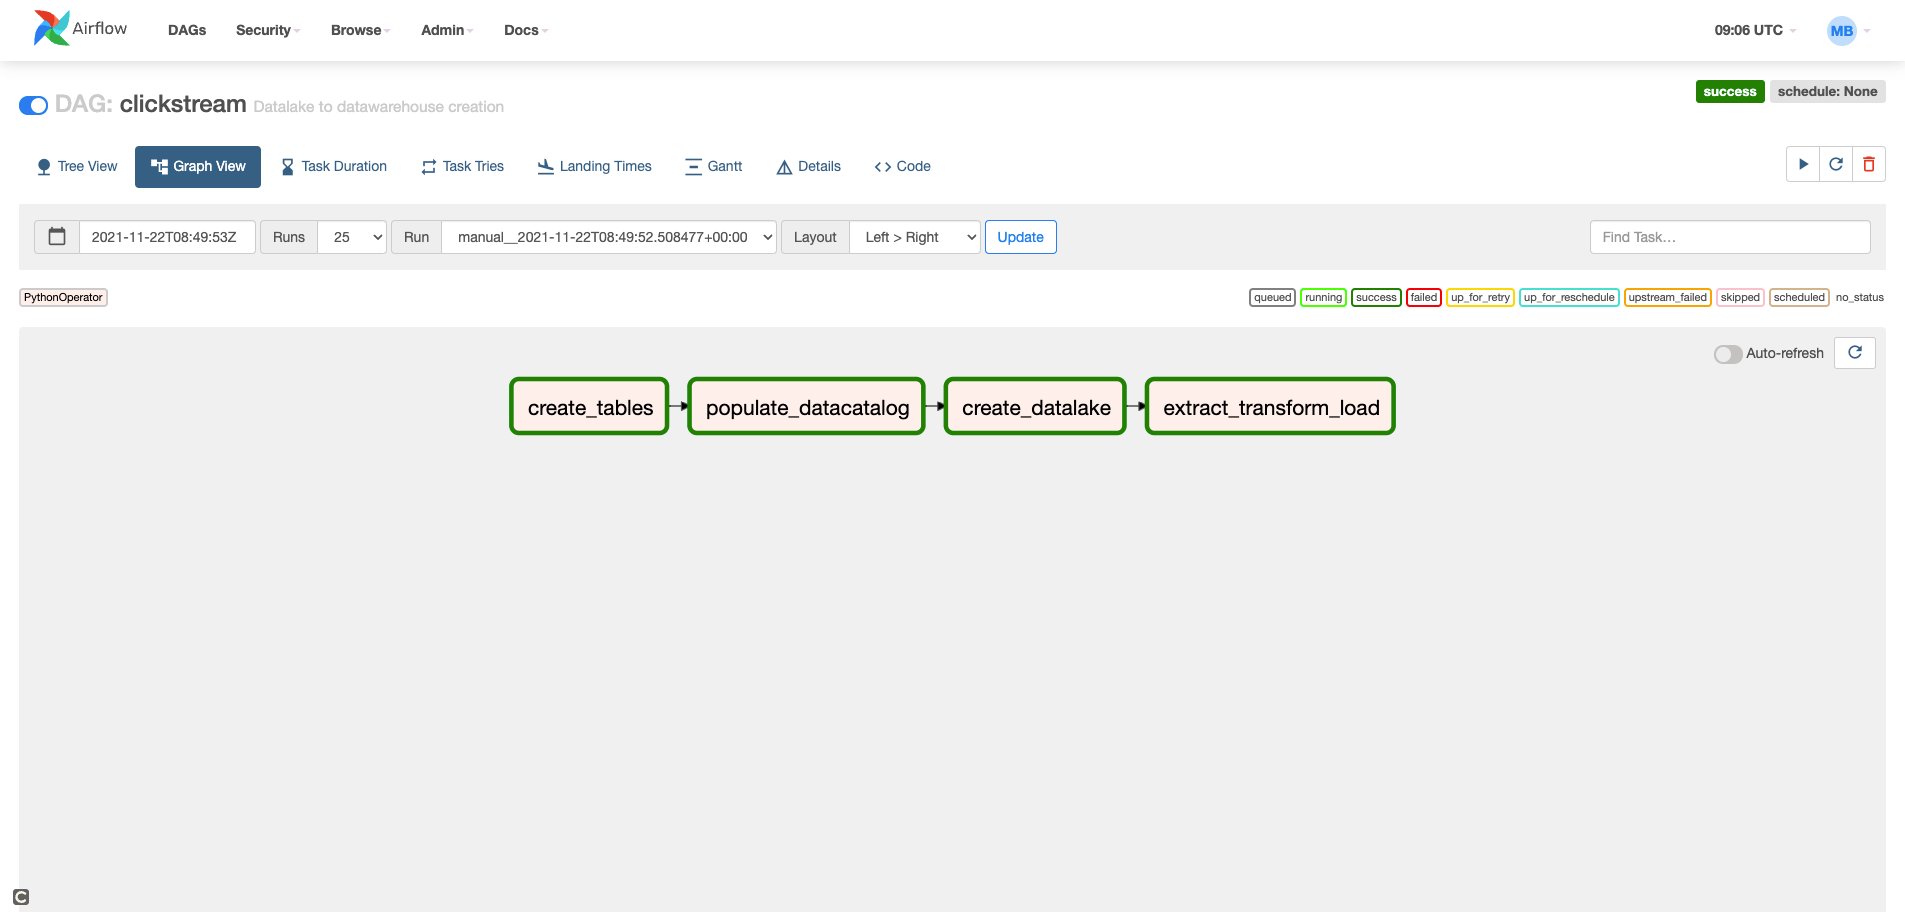 Airflow DAGs Security Browse Admin Docs 09:06 UTC MB
success schedule: None
DAG: clickstream Datalake to datawarehouse creation
Tree View Graph View Task Duration Task Tries Landing Times Gantt Details Code
2021-11-22T08:49:53Z Runs 25 Run manual__2021-11-22T08:49:52.508477+00:00 Layout Left > Right Update Find Task...
PythonOperator queued running success failed up_for_retry up_for_reschedule upstream_failed skipped scheduled no_status
Auto-refresh
create_tables populate_datacatalog create_datalake extract_transform_load
C